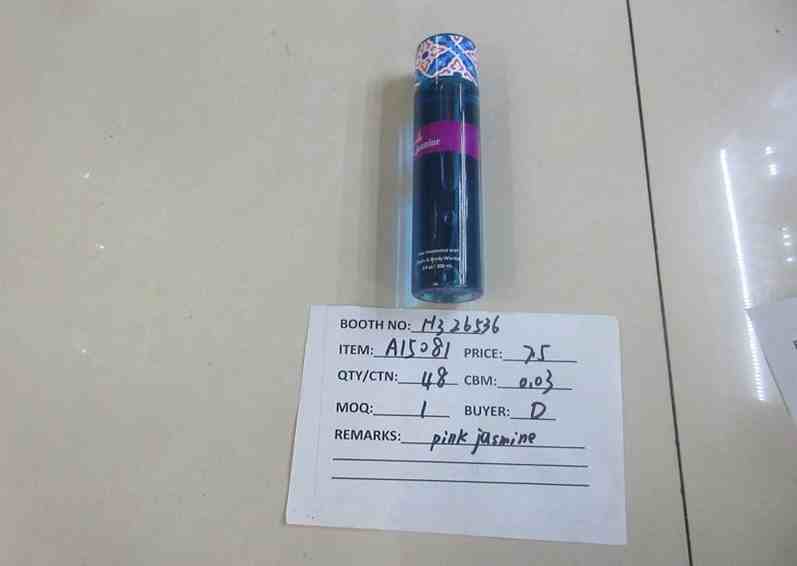 jasmine
BOOTH NO: H3 26536
ITEM: A15081 PRICE: 7.5
QTY/CTN: 48 CBM: 0.03
MOQ: 1 BUYER: D
REMARKS: pink jasmine